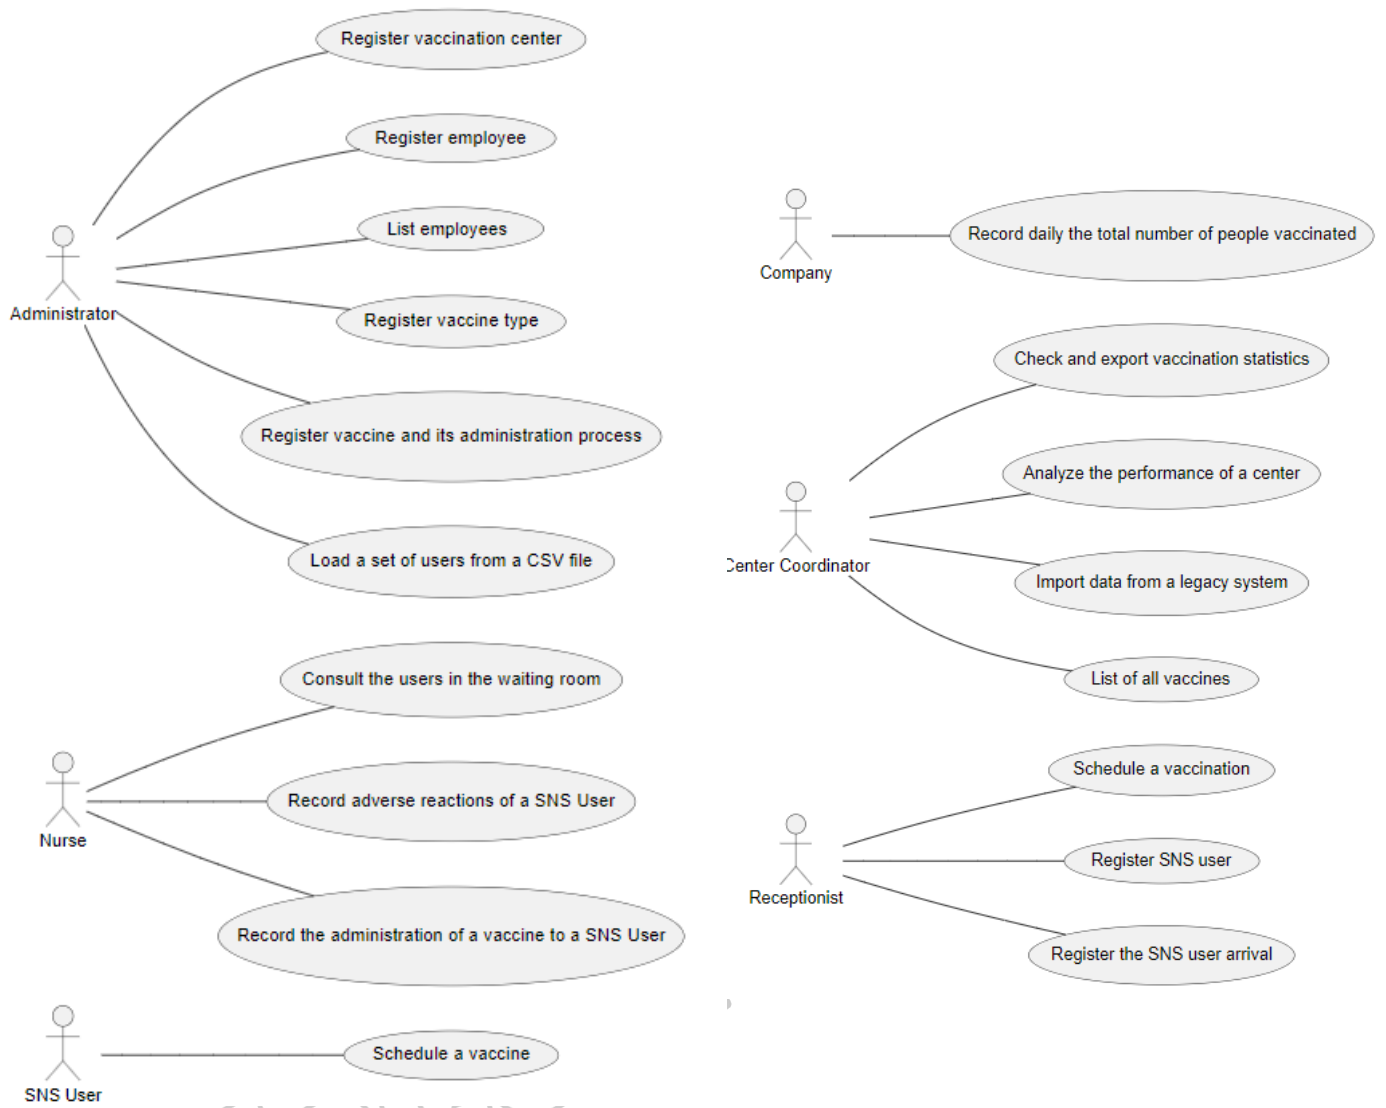 Register vaccination center
Register employee
List employees
Register vaccine type
Administrator
Register vaccine and its administration process
Load a set of users from a CSV file
Consult the users in the waiting room
Record adverse reactions of a SNS User
Nurse
Record the administration of a vaccine to a SNS User
Schedule a vaccine
SNS User
Record daily the total number of people vaccinated
Company
Check and export vaccination statistics
Analyze the performance of a center
Center Coordinator
Import data from a legacy system
List of all vaccines
Schedule a vaccination
Register SNS user
Receptionist
Register the SNS user arrival